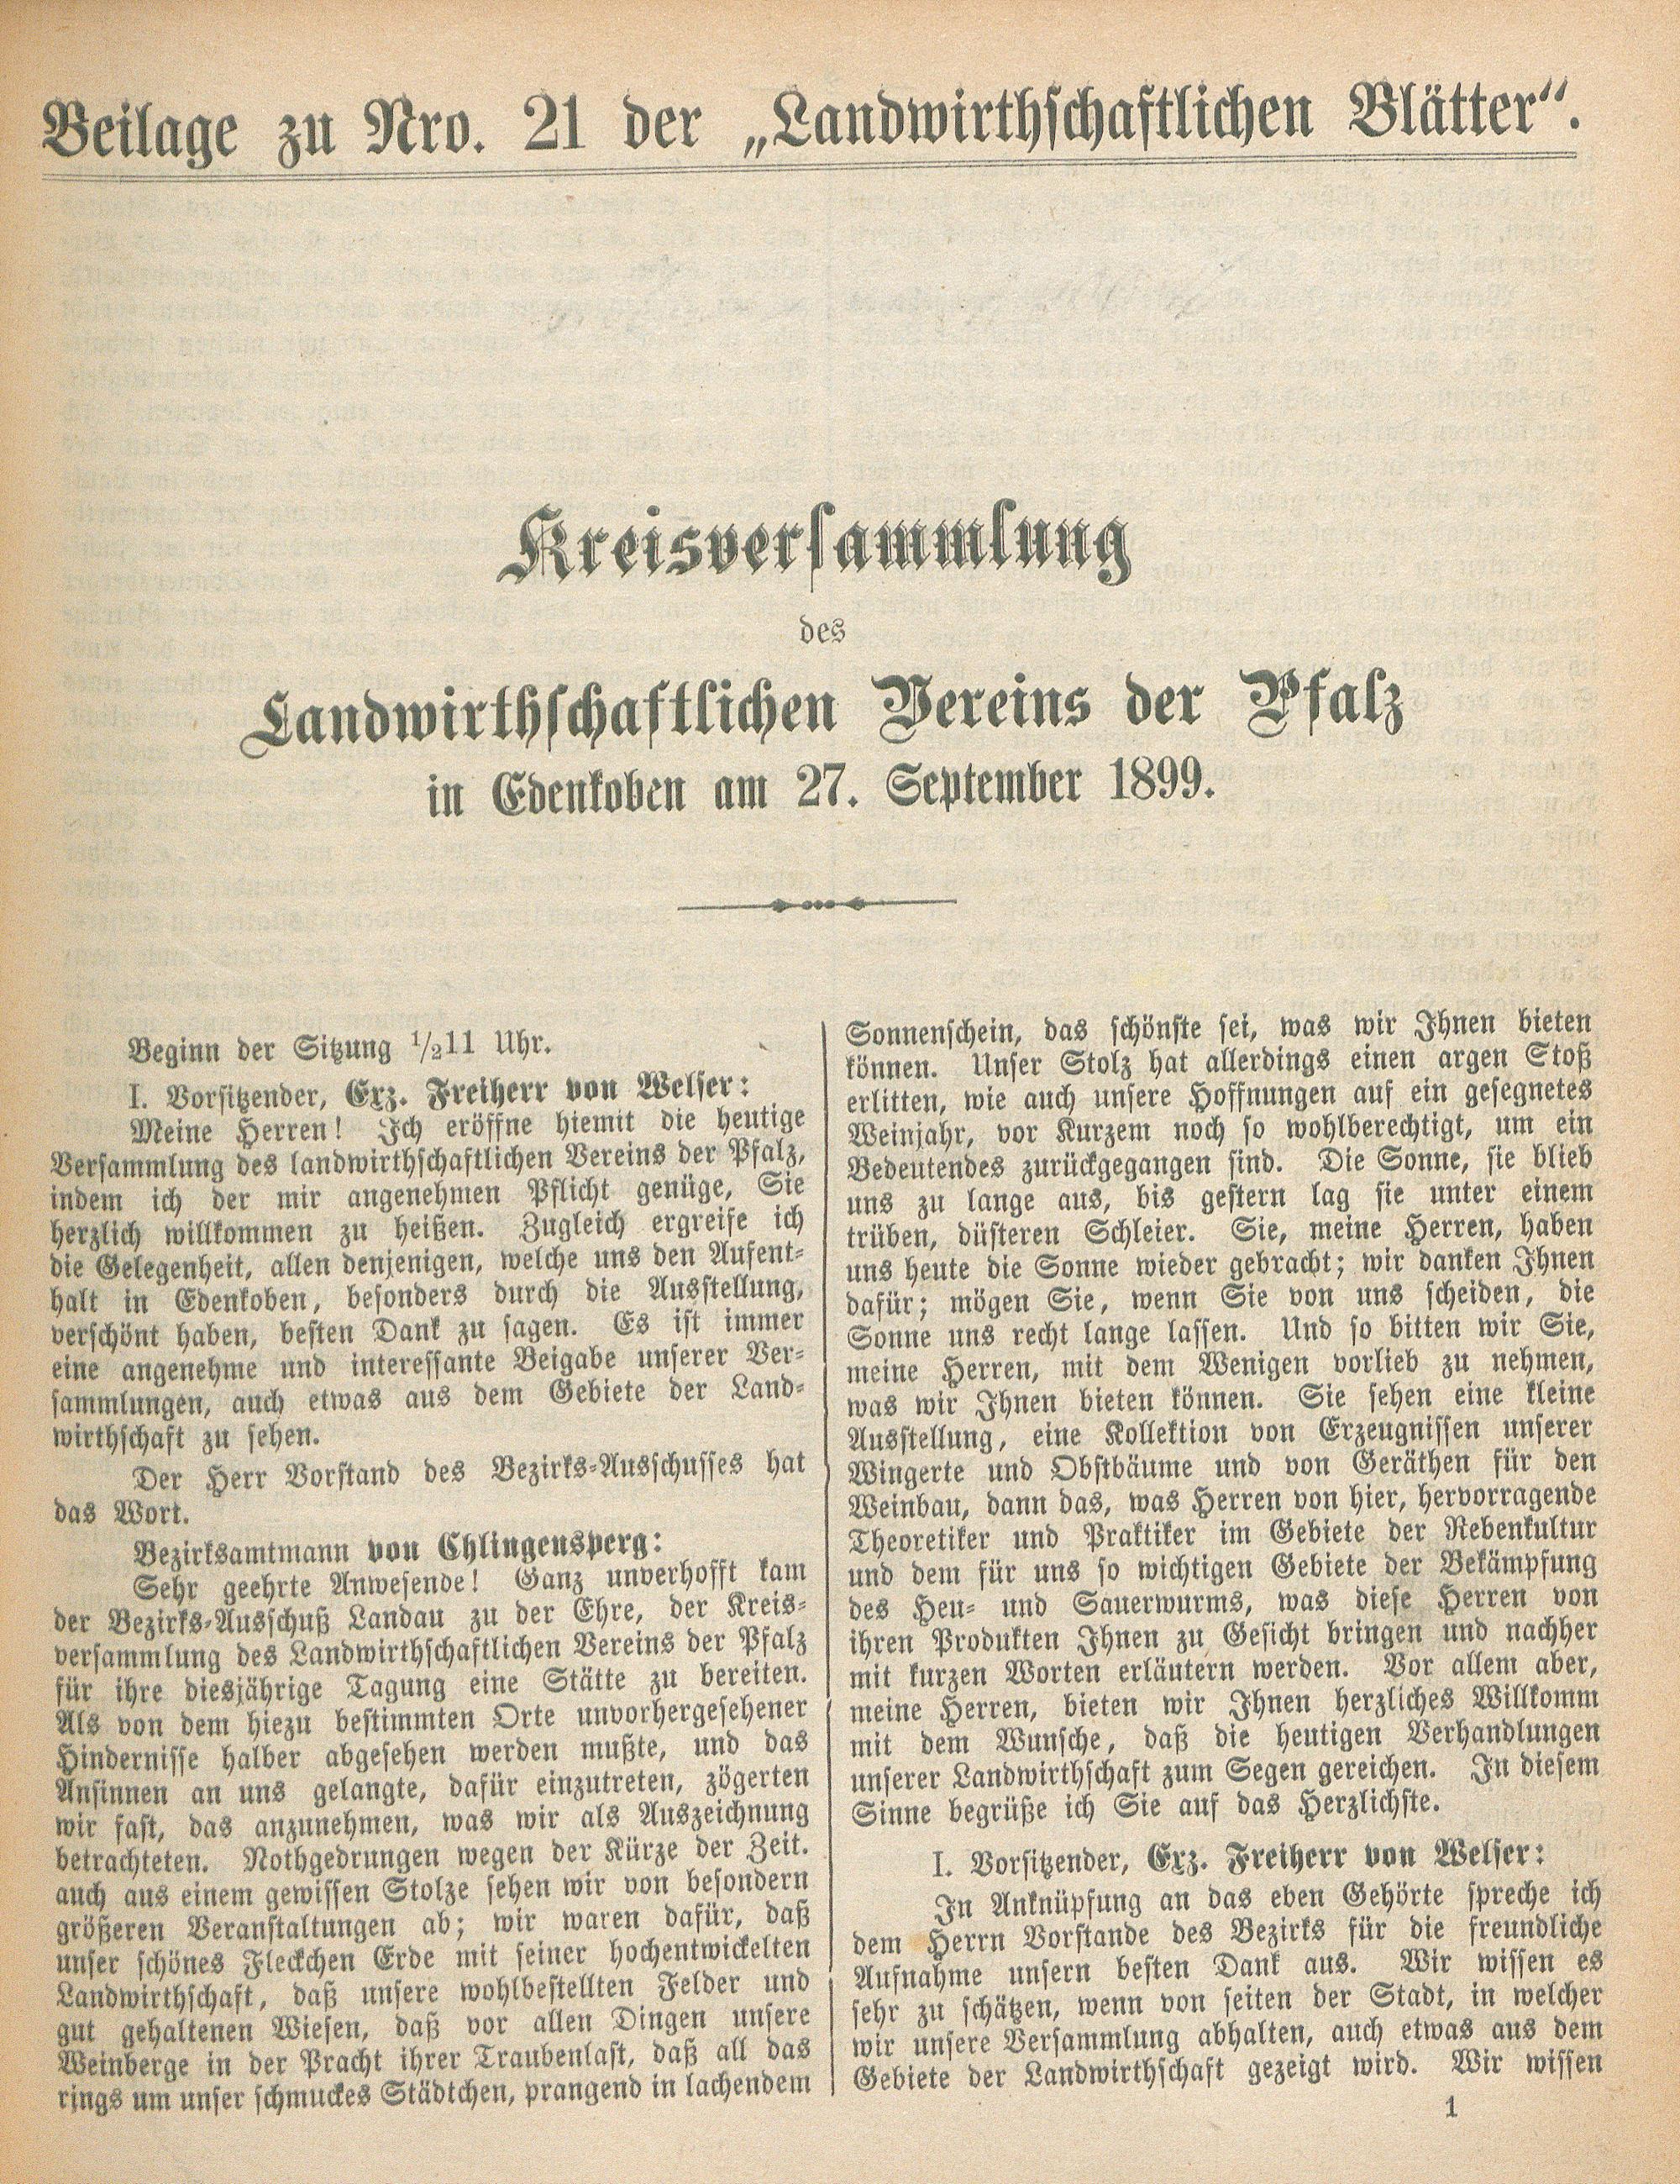 Beilage zu Nro. 21 der „Landwirthschaftlichen Blätter“.
Kreisversammlung
des
Landwirthschaftlichen Vereins der Pfalz
in Edenkoben am 27. September 1899.
Beginn der Sitzung 1/211 Uhr.
I. Vorsitzender, Exz. Freiherr von Welser:
Meine Herren! Ich eröffne hiemit die heutige
Versammlung des landwirthschaftlichen Vereins der Pfalz,
indem ich der mir angenehmen Pflicht genüge, Sie
herzlich willkommen zu heißen. Zugleich ergreife ich
die Gelegenheit, allen denjenigen, welche uns den Aufent-
halt in Edenkoben, besonders durch die Ausstellung,
verschönt haben, besten Dank zu sagen. Es ist immer
eine angenehme und interessante Beigabe unserer Ver-
sammlungen, auch etwas aus dem Gebiete der Land-
wirthschaft zu sehen.
Der Herr Vorstand des Bezirks-Ausschusses hat
das Wort.
Bezirksamtmann von Chlingensperg:
Sehr geehrte Anwesende! Ganz unverhofft kam
der Bezirks-Ausschuß Landau zu der Ehre, der Kreis-
versammlung des Landwirthschaftlichen Vereins der Pfalz
für ihre diesjährige Tagung eine Stätte zu bereiten.
Als von dem hiezu bestimmten Orte unvorhergesehener
Hindernisse halber abgesehen werden mußte, und das
Ansinnen an uns gelangte, dafür einzutreten, zögerten
wir fast, das anzunehmen, was wir als Auszeichnung
betrachteten. Nothgedrungen wegen der Kürze der Zeit.
auch aus einem gewissen Stolze sehen wir von besondern
größeren Veranstaltungen ab; wir waren dafür, daß
unser schönes Fleckchen Erde mit seiner hochentwickelten
Landwirthschaft, daß unsere wohlbestellten Felder und
gut gehaltenen Wiesen, daß vor allen Dingen unsere
Weinberge in der Pracht ihrer Traubenlast, daß all das
rings um unser schmuckes Städtchen, prangend in lachendem
Sonnenschein, das schönste sei, was wir Ihnen bieten
können. Unser Stolz hat allerdings einen argen Stoß
erlitten, wie auch unsere Hoffnungen auf ein gesegnetes
Weinjahr, vor Kurzem noch so wohlberechtigt, um ein
Bedeutendes zurückgegangen sind. Die Sonne, sie blieb
uns zu lange aus, bis gestern lag sie unter einem
trüben, düsteren Schleier. Sie, meine Herren, haben
uns heute die Sonne wieder gebracht; wir danken Ihnen
dafür; mögen Sie, wenn Sie von uns scheiden, die
Sonne uns recht lange lassen. Und so bitten wir Sie,
meine Herren, mit dem Wenigen vorlieb zu nehmen,
was wir Ihnen bieten können. Sie sehen eine kleine
Ausstellung, eine Kollektion von Erzeugnissen unserer
Wingerte und Obstbäume und von Geräthen für den
Weinbau, dann das, was Herren von hier, hervorragende
Theoretiker und Praktiker im Gebiete der Rebenkultur
und dem für uns so wichtigen Gebiete der Bekämpfung
des Heu- und Sauerwurms, was diese Herren von
ihren Produkten Ihnen zu Gesicht bringen und nachher
mit kurzen Worten erläutern werden. Vor allem aber,
meine Herren, bieten wir Ihnen herzliches Willkomm
mit dem Wunsche, daß die heutigen Verhandlungen
unserer Landwirthschaft zum Segen gereichen. In diesem
Sinne begrüße ich Sie auf das Herzlichste.
I. Vorsitzender, Exz. Freiherr von Welser:
In Anknüpfung an das eben Gehörte spreche ich
dem Herrn Vorstande des Bezirks für die freundliche
Aufnahme unsern besten Dank aus. Wir wissen es
sehr zu schätzen, wenn von seiten der Stadt, in welcher
wir unsere Versammlung abhalten, auch etwas aus dem
Gebiete der Landwirthschaft gezeigt wird. Wir wissen
1